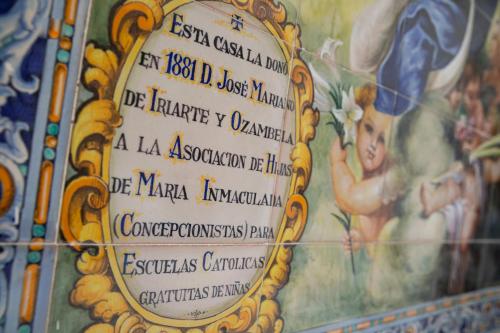 ESTA CASA LA DONÓ
EN 1881 D. JOSÉ MARIANO
DE IRIARTE Y OZAMBELA
A LA ASOCIACION DE HIJAS
DE MARIA INMACULADA
(CONCEPCIONISTAS) PARA
ESCUELAS CATOLICAS
GRATUITAS DE NIÑAS